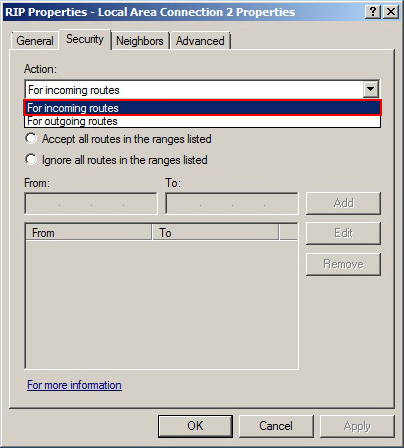 RIP Properties - Local Area Connection 2 Properties
General Security Neighbors Advanced
Action:
For incoming routes
For incoming routes
For outgoing routes
Accept all routes in the ranges listed
Ignore all routes in the ranges listed
From: To:
Add
From To
Edit
Remove
For more information
OK Cancel Apply